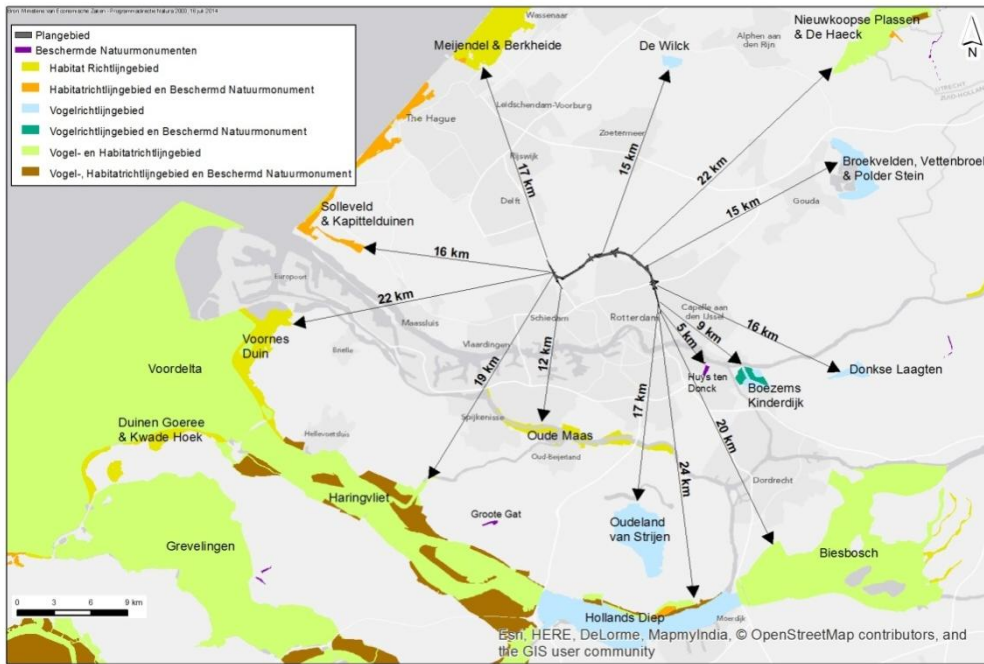 Bron: Ministerie van Economische Zaken - Programmadirectie Natura 2000, 16 juli 2014
Plangebied
Beschermde Natuurmonumenten
Habitat Richtlijngebied
Habitatrichtlijngebied en Beschermd Natuurmonument
Vogelrichtlijngebied
Vogelrichtlijngebied en Beschermd Natuurmonument
Vogel- en Habitatrichtlijngebied
Vogel-, Habitatrichtlijngebied en Beschermd Natuurmonument
Wassenaar
Meijendel & Berkheide
De Wilck
Alphen aan
den Rijn
Nieuwkoopse Plassen
& De Haeck
N
UTRECHT
ZUID-HOLLAND
Leidschendam-Voorburg
The Hague
Zoetermeer
Rijswijk
Delft
17 km
15 km
22 km
Broekvelden, Vettenbroek
& Polder Stein
Gouda
15 km
Solleveld
& Kapittelduinen
16 km
22 km
Europoort
Maassluis
Schiedam
Rotterdam
Capelle aan
den IJssel
Vlaardingen
Brielle
Voornes
Duin
Voordelta
19 km
12 km
5 km
9 km
16 km
Huys ten
Donck
Boezems
Kinderdijk
Donkse Laagten
17 km
20 km
24 km
Duinen Goeree
& Kwade Hoek
Hellevoetsluis
Spijkenisse
Oude Maas
Oud-Beijerland
Dordrecht
Haringvliet
Groote Gat
Oudeland
van Strijen
Grevelingen
Biesbosch
0 3 6 9 km
Hollands Diep
Moerdijk
Esri, HERE, DeLorme, MapmyIndia, © OpenStreetMap contributors, and
the GIS user community